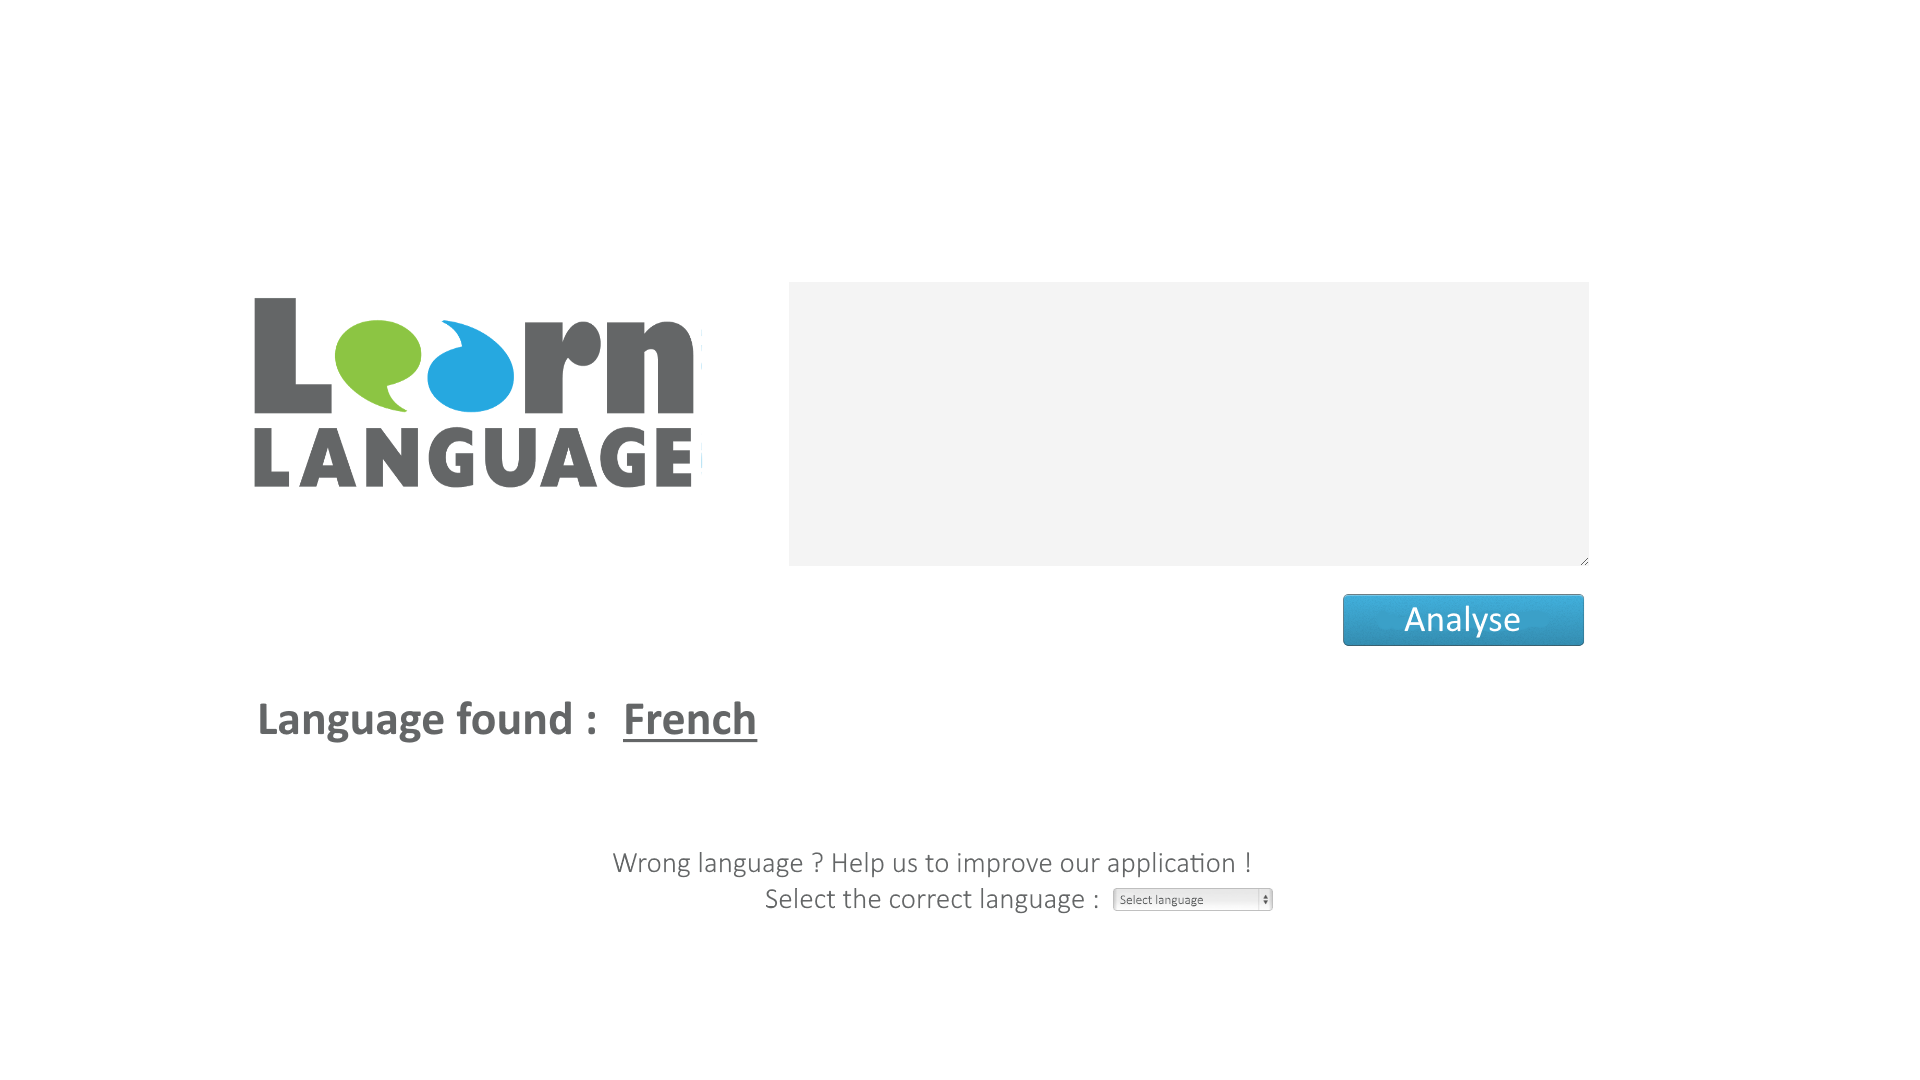 Learn
LANGUAGE
Analyse
Language found : French
Wrong language ? Help us to improve our application !
Select the correct language : Select language